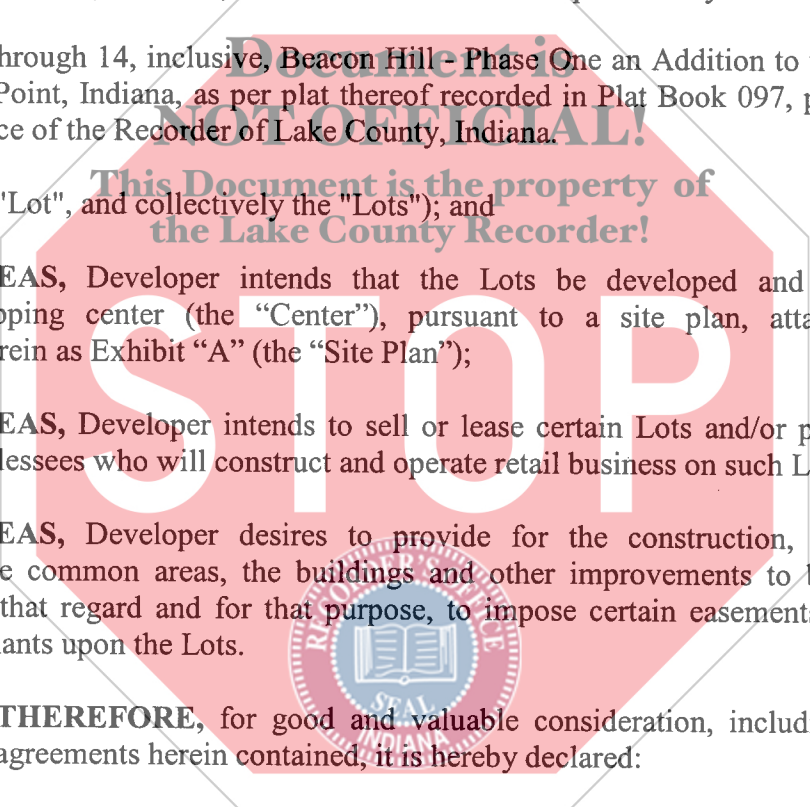 Document is
hrough 14, inclusive, Beacon Hill - Phase One an Addition to
Point, Indiana, as per plat thereof recorded in Plat Book 097, p
NOT OFFICIAL!
ce of the Recorder of Lake County, Indiana.
This Document is the property of
"Lot", and collectively the "Lots"); and
the Lake County Recorder!
EAS, Developer intends that the Lots be developed and
pping center (the “Center”), pursuant to a site plan, atta
rein as Exhibit “A” (the “Site Plan”);
STOP
EAS, Developer intends to sell or lease certain Lots and/or p
lessees who will construct and operate retail business on such L
EAS, Developer desires to provide for the construction,
e common areas, the buildings and other improvements to b
that regard and for that purpose, to impose certain easements
ants upon the Lots.
RECORDER'S OFFICE
SEAL
INDIANA
THEREFORE, for good and valuable consideration, includ
agreements herein contained, it is hereby declared: